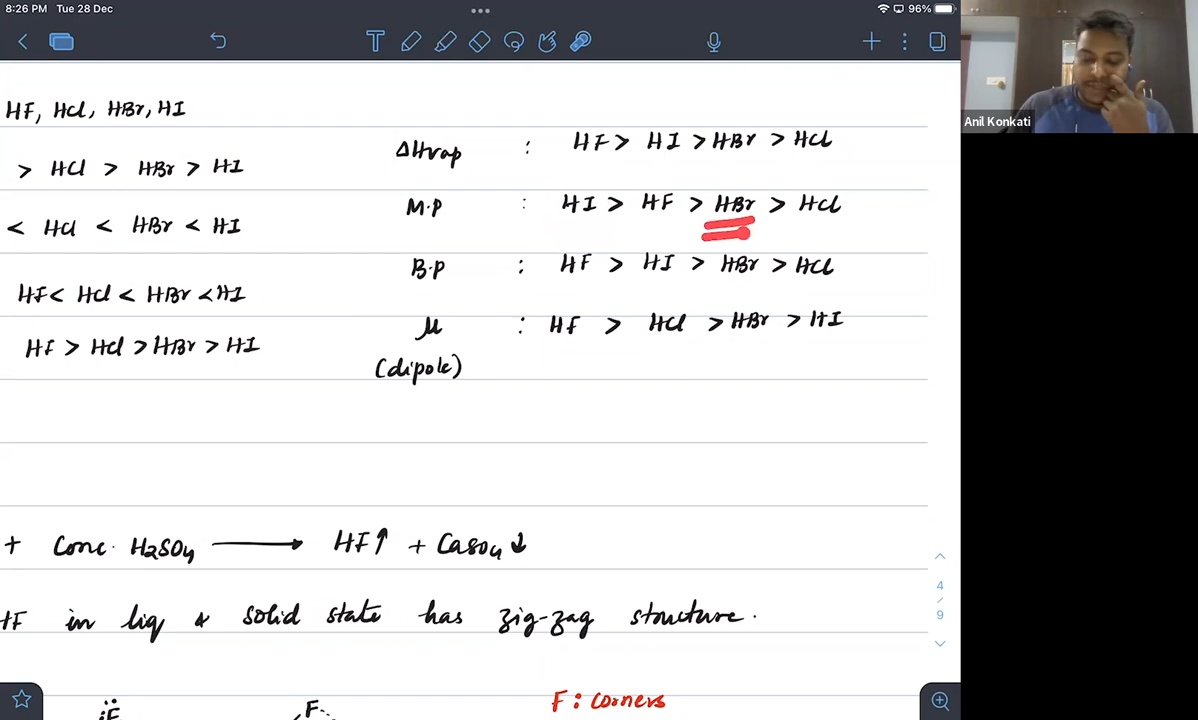 8:26 PM Tue 28 Dec
96%
Anil Konkati
HF, HCl, HBr, HI
> HCl > HBr > HI
< HCl < HBr < HI
HF < HCl < HBr < HI
HF > HCl > HBr > HI
ΔHvap : HF > HI > HBr > HCl
M.P : HI > HF > HBr > HCl
B.P : HF > HI > HBr > HCl
μ : HF > HCl > HBr > HI
(dipole)
+ Conc. H2SO4 ⟶ HF↑ + CaSO4↓
HF in liq & solid state has zig-zag structure.
:F̈
F
F : Corners
4
/
9